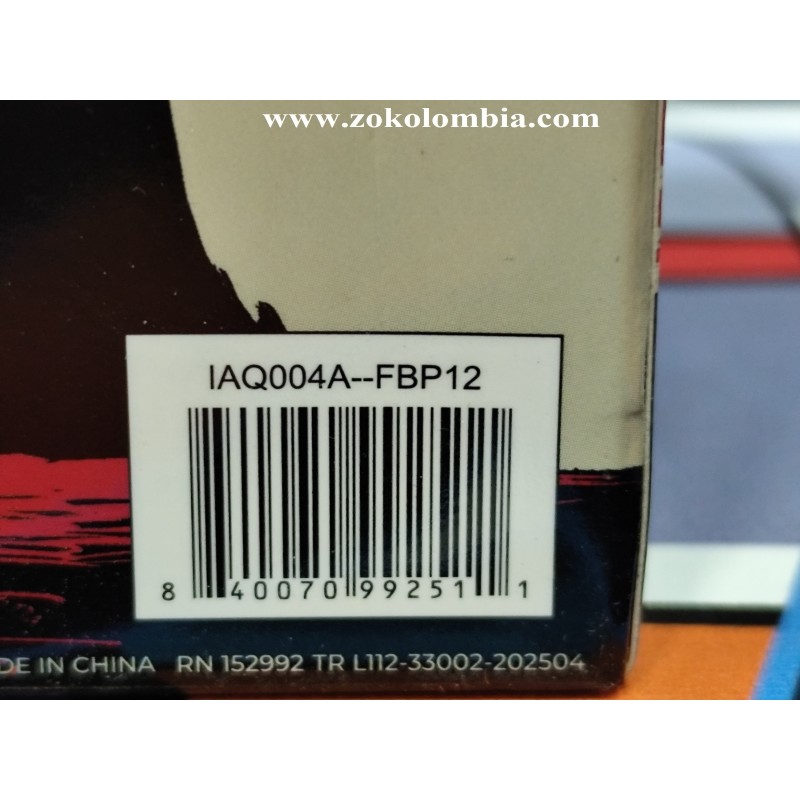 www.zokolombia.com
IAQ004A--FBP12
8 40070 99251 1
DE IN CHINA RN 152992 TR L112-33002-202504